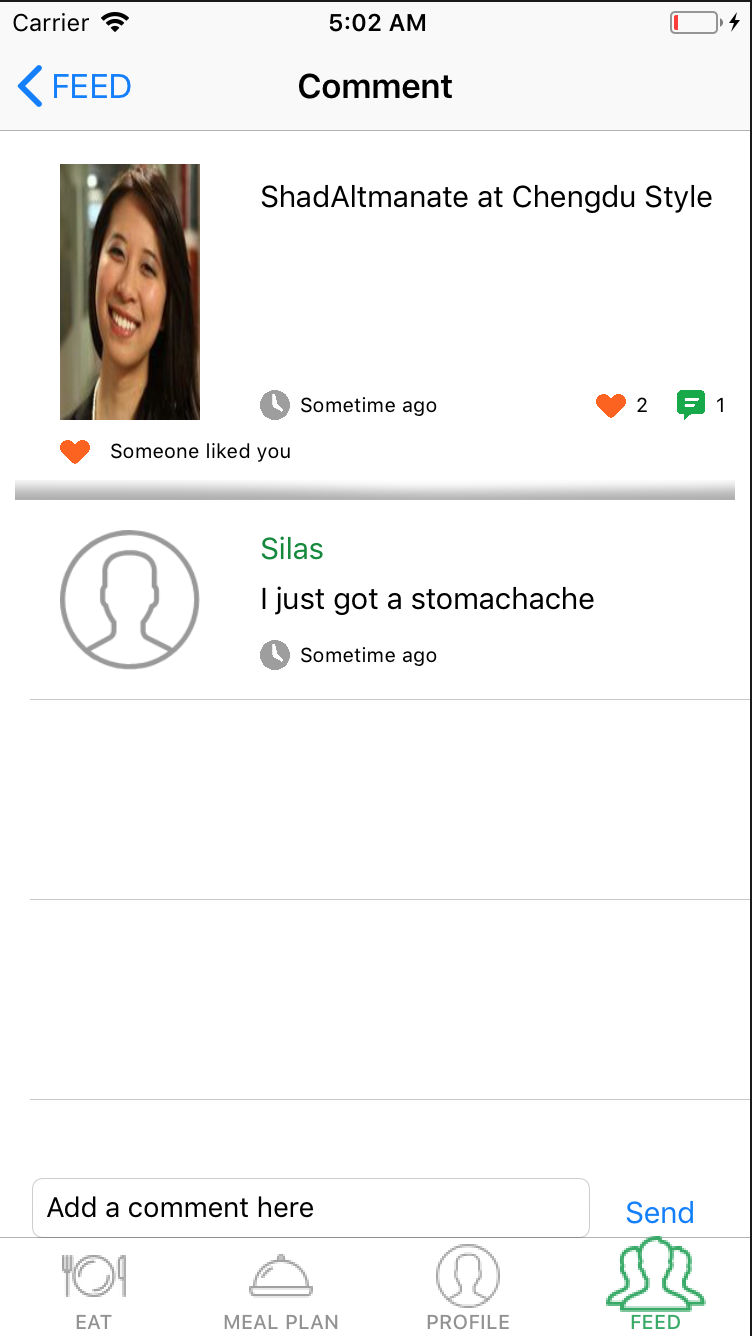 Carrier 5:02 AM
FEED Comment
ShadAltmanate at Chengdu Style
Sometime ago 2 1
Someone liked you
Silas
I just got a stomachache
Sometime ago
Add a comment here Send
EAT MEAL PLAN PROFILE FEED